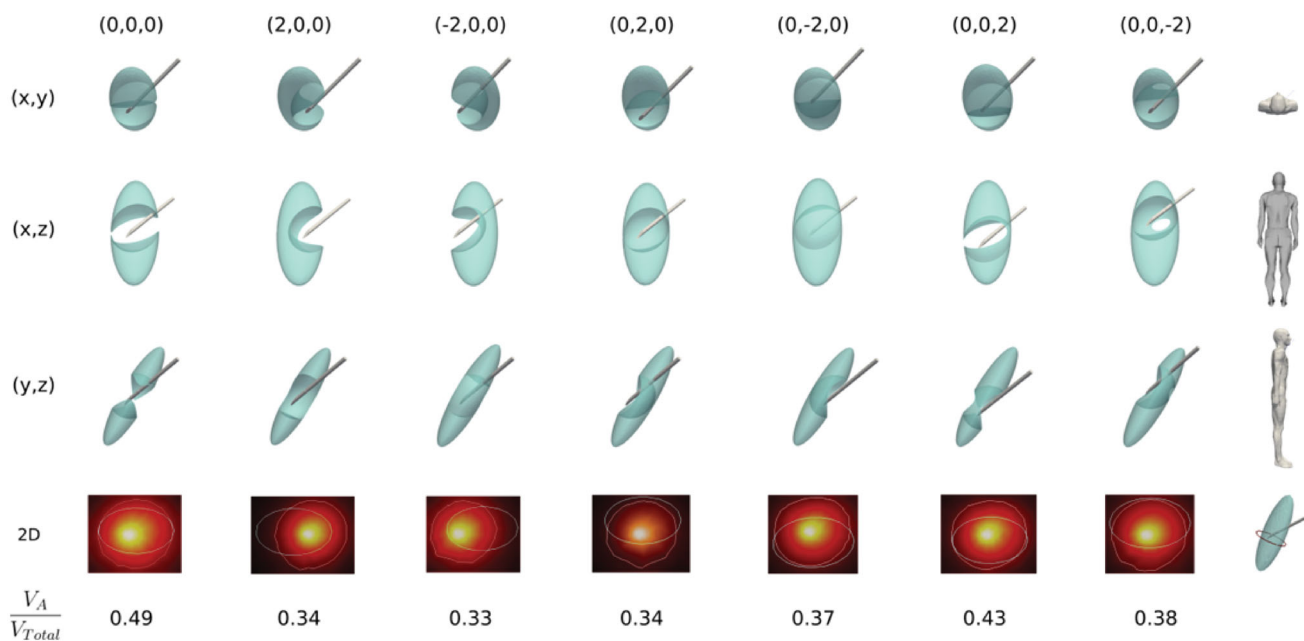 (0,0,0) (2,0,0) (-2,0,0) (0,2,0) (0,-2,0) (0,0,2) (0,0,-2)
(x,y)
(x,z)
(y,z)
2D
V_A / V_Total 0.49 0.34 0.33 0.34 0.37 0.43 0.38